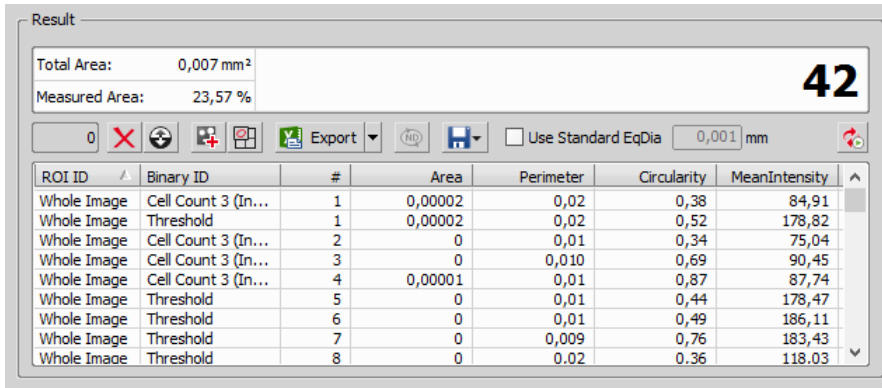 Result
Total Area: 0,007 mm²
42
Measured Area: 23,57 %
0 Export ND Use Standard EqDia 0,001 mm
ROI ID Binary ID # Area Perimeter Circularity MeanIntensity
Whole Image Cell Count 3 (In... 1 0,00002 0,02 0,38 84,91
Whole Image Threshold 1 0,00002 0,02 0,52 178,82
Whole Image Cell Count 3 (In... 2 0 0,01 0,34 75,04
Whole Image Cell Count 3 (In... 3 0 0,010 0,69 90,45
Whole Image Cell Count 3 (In... 4 0,00001 0,01 0,87 87,74
Whole Image Threshold 5 0 0,01 0,44 178,47
Whole Image Threshold 6 0 0,01 0,49 186,11
Whole Image Threshold 7 0 0,009 0,76 183,43
Whole Image Threshold 8 0 0,02 0,36 118,03